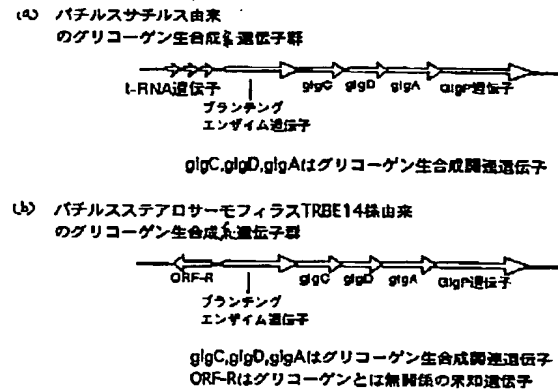 (a) バチルスサチルス由来
のグリコーゲン生合成系遺伝子群
t-RNA遺伝子
glgC glgD glgA GlgP遺伝子
ブランチング
エンザイム遺伝子
glgC,glgD,glgAはグリコーゲン生合成関連遺伝子
(b) バチルスステアロサーモフィラスTRBE14株由来
のグリコーゲン生合成系遺伝子群
ORF-R
glgC glgD glgA GlgP遺伝子
ブランチング
エンザイム遺伝子
glgC,glgD,glgAはグリコーゲン生合成関連遺伝子
ORF-Rはグリコーゲンとは無関係の未知遺伝子